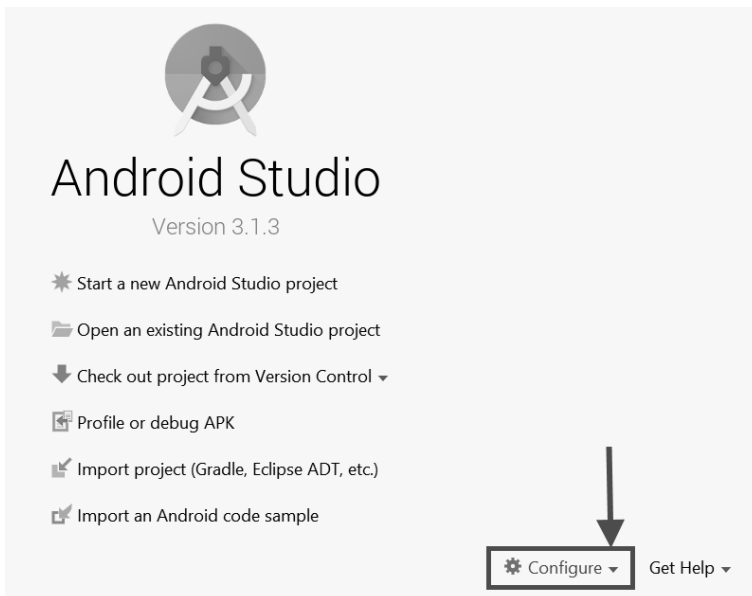 Android Studio
Version 3.1.3
Start a new Android Studio project
Open an existing Android Studio project
Check out project from Version Control
Profile or debug APK
Import project (Gradle, Eclipse ADT, etc.)
Import an Android code sample
Configure Get Help